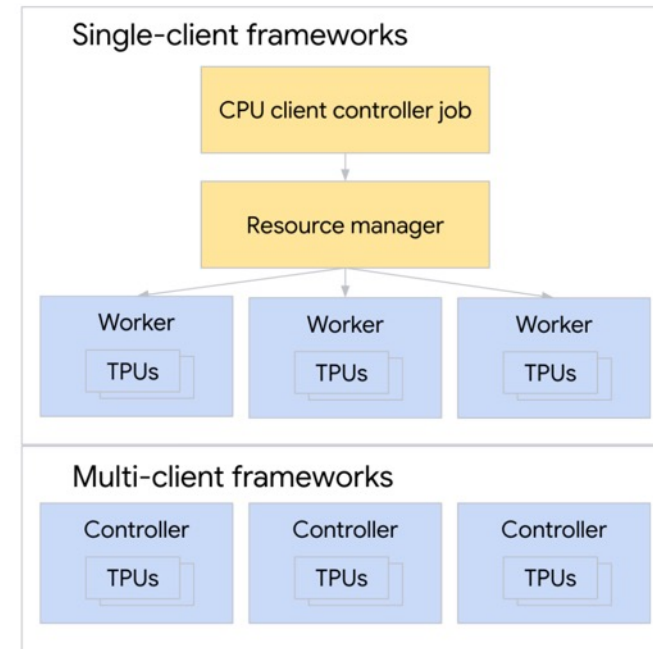 Single-client frameworks
CPU client controller job
Resource manager
Worker
Worker
Worker
TPUs
TPUs
TPUs
Multi-client frameworks
Controller
Controller
Controller
TPUs
TPUs
TPUs